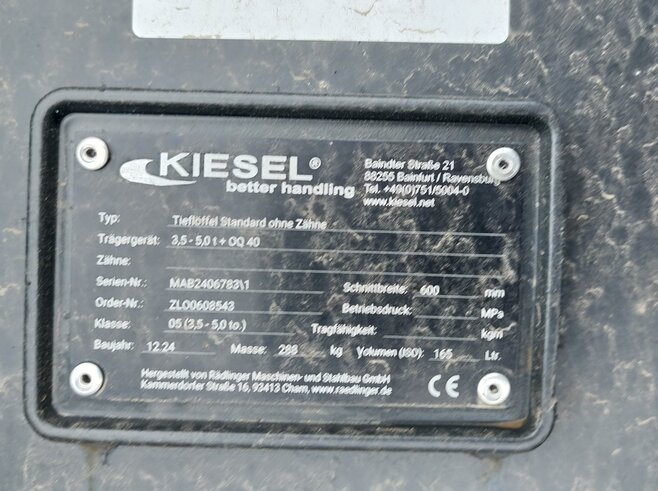 KIESEL®
better handling
Baindter Straße 21
88255 Bainfurt / Ravensburg
Tel. +49(0)751/5004-0
www.kiesel.net
Typ: Tieflöffel Standard ohne Zähne
Trägergerät: 3,5 - 5,0 t + OQ 40
Zähne:
Serien-Nr.: MAB2406783\1 Schnittbreite: 600 mm
Order-Nr.: ZLO0608543 Betriebsdruck: MPa
Klasse: 05 (3,5 - 5,0 to.) Tragfähigkeit: kgm
Baujahr: 12.24 Masse: 288 kg Volumen (ISO): 165 Ltr.
Hergestellt von Rädlinger Maschinen- und Stahlbau GmbH
Kammerdorfer Straße 16, 93413 Cham, www.raedlinger.de
CE